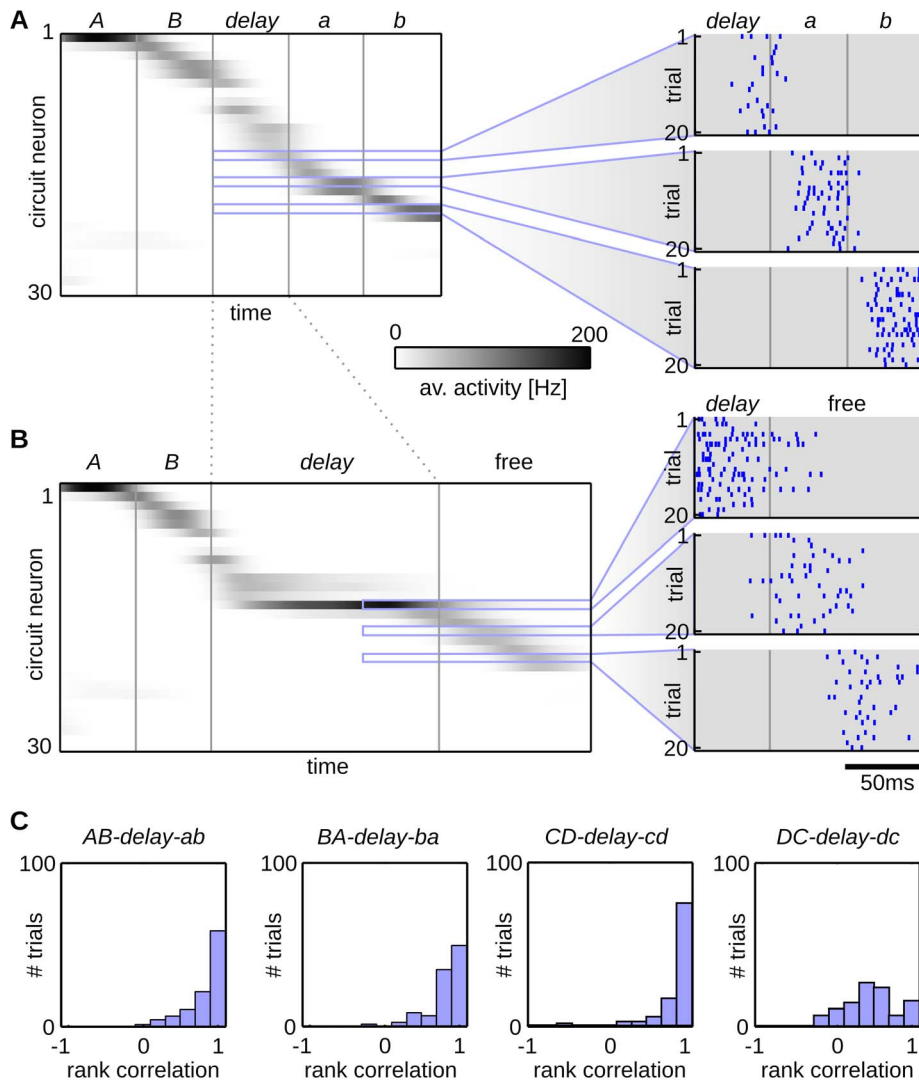 A
A B delay a b
1
circuit neuron
30
time
delay a b
1
trial
20
1
trial
20
1
trial
20
0 200
av. activity [Hz]
B
A B delay free
1
circuit neuron
30
time
delay free
1
trial
20
1
trial
20
1
trial
20
50ms
C
AB-delay-ab BA-delay-ba CD-delay-cd DC-delay-dc
100 100 100 100
# trials # trials # trials # trials
0 0 0 0
-1 0 1 -1 0 1 -1 0 1 -1 0 1
rank correlation rank correlation rank correlation rank correlation